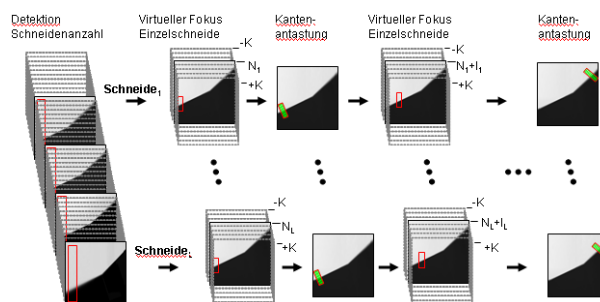 Detektion
Schneidenanzahl
Virtueller Fokus
Einzelschneide
Kanten-
antastung
Virtueller Fokus
Einzelschneide
Kanten-
antastung
-K
N1
+K
-K
N1+I1
+K
Schneide1
-K
NL
+K
-K
NL+IL
+K
SchneideL